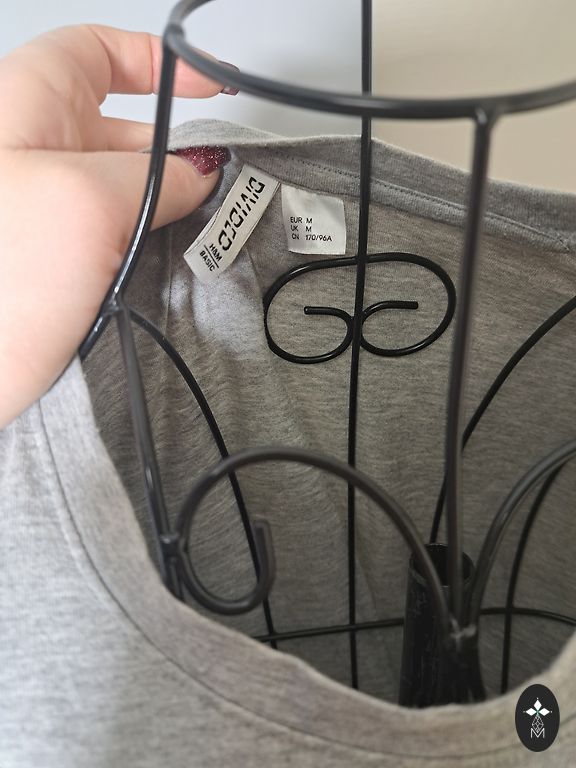 DIVIDED
H&M
BASIC
EUR M
UK M
CN 170/96A
M